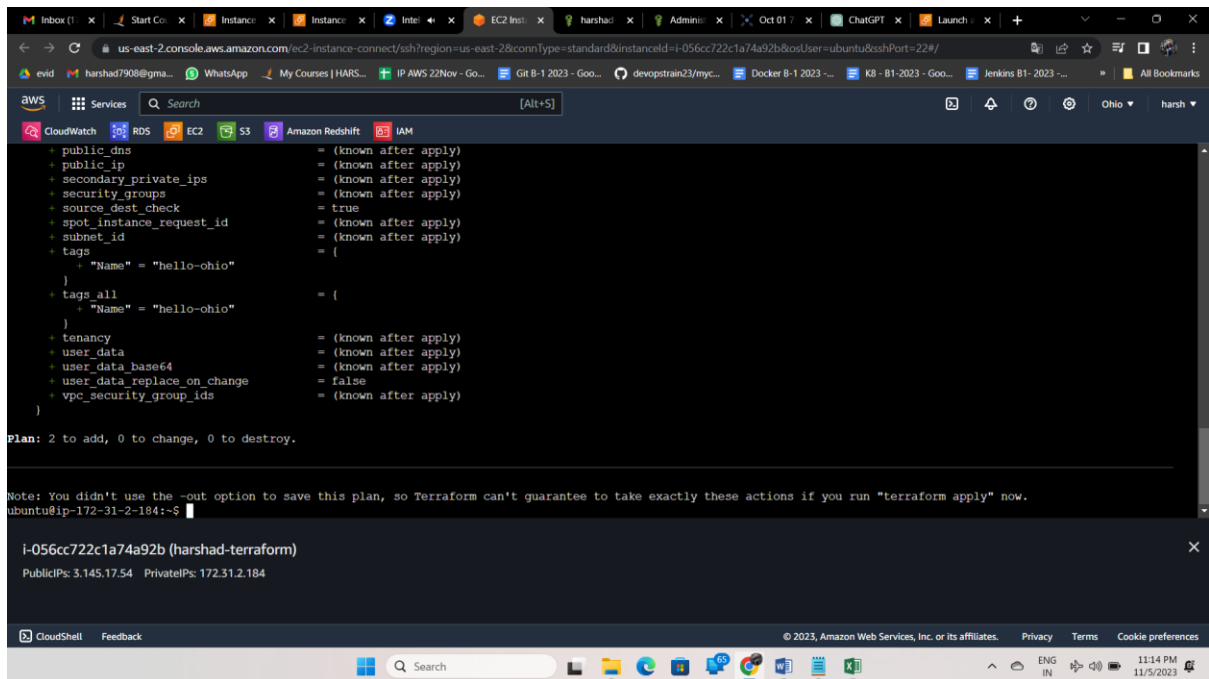 Inbox (1
Start Co
Instance
Instance
Intel
EC2 Inst
harshad
Adminis
Oct 01 7
ChatGPT
Launch a
us-east-2.console.aws.amazon.com/ec2-instance-connect/ssh?region=us-east-2&connType=standard&instanceId=i-056cc722c1a74a92b&osUser=ubuntu&sshPort=22#/
evid harshad7908@gma... WhatsApp My Courses | HARS... IP AWS 22Nov - Goo... Git B-1 2023 - Goo... devopstrain23/myc... Docker B-1 2023 -... K8 - B1-2023 - Goo... Jenkins B1- 2023 -... » All Bookmarks
aws Services Search [Alt+S] Ohio ▼ harsh ▼
CloudWatch RDS EC2 S3 Amazon Redshift IAM
+ public_dns = (known after apply)
+ public_ip = (known after apply)
+ secondary_private_ips = (known after apply)
+ security_groups = (known after apply)
+ source_dest_check = true
+ spot_instance_request_id = (known after apply)
+ subnet_id = (known after apply)
+ tags = {
+ "Name" = "hello-ohio"
}
+ tags_all = {
+ "Name" = "hello-ohio"
}
+ tenancy = (known after apply)
+ user_data = (known after apply)
+ user_data_base64 = (known after apply)
+ user_data_replace_on_change = false
+ vpc_security_group_ids = (known after apply)
}
Plan: 2 to add, 0 to change, 0 to destroy.
Note: You didn't use the -out option to save this plan, so Terraform can't guarantee to take exactly these actions if you run "terraform apply" now.
ubuntu@ip-172-31-2-184:~$
i-056cc722c1a74a92b (harshad-terraform)
PublicIPs: 3.145.17.54 PrivateIPs: 172.31.2.184
CloudShell Feedback © 2023, Amazon Web Services, Inc. or its affiliates. Privacy Terms Cookie preferences
Search 65 ENG 11:14 PM
IN 11/5/2023